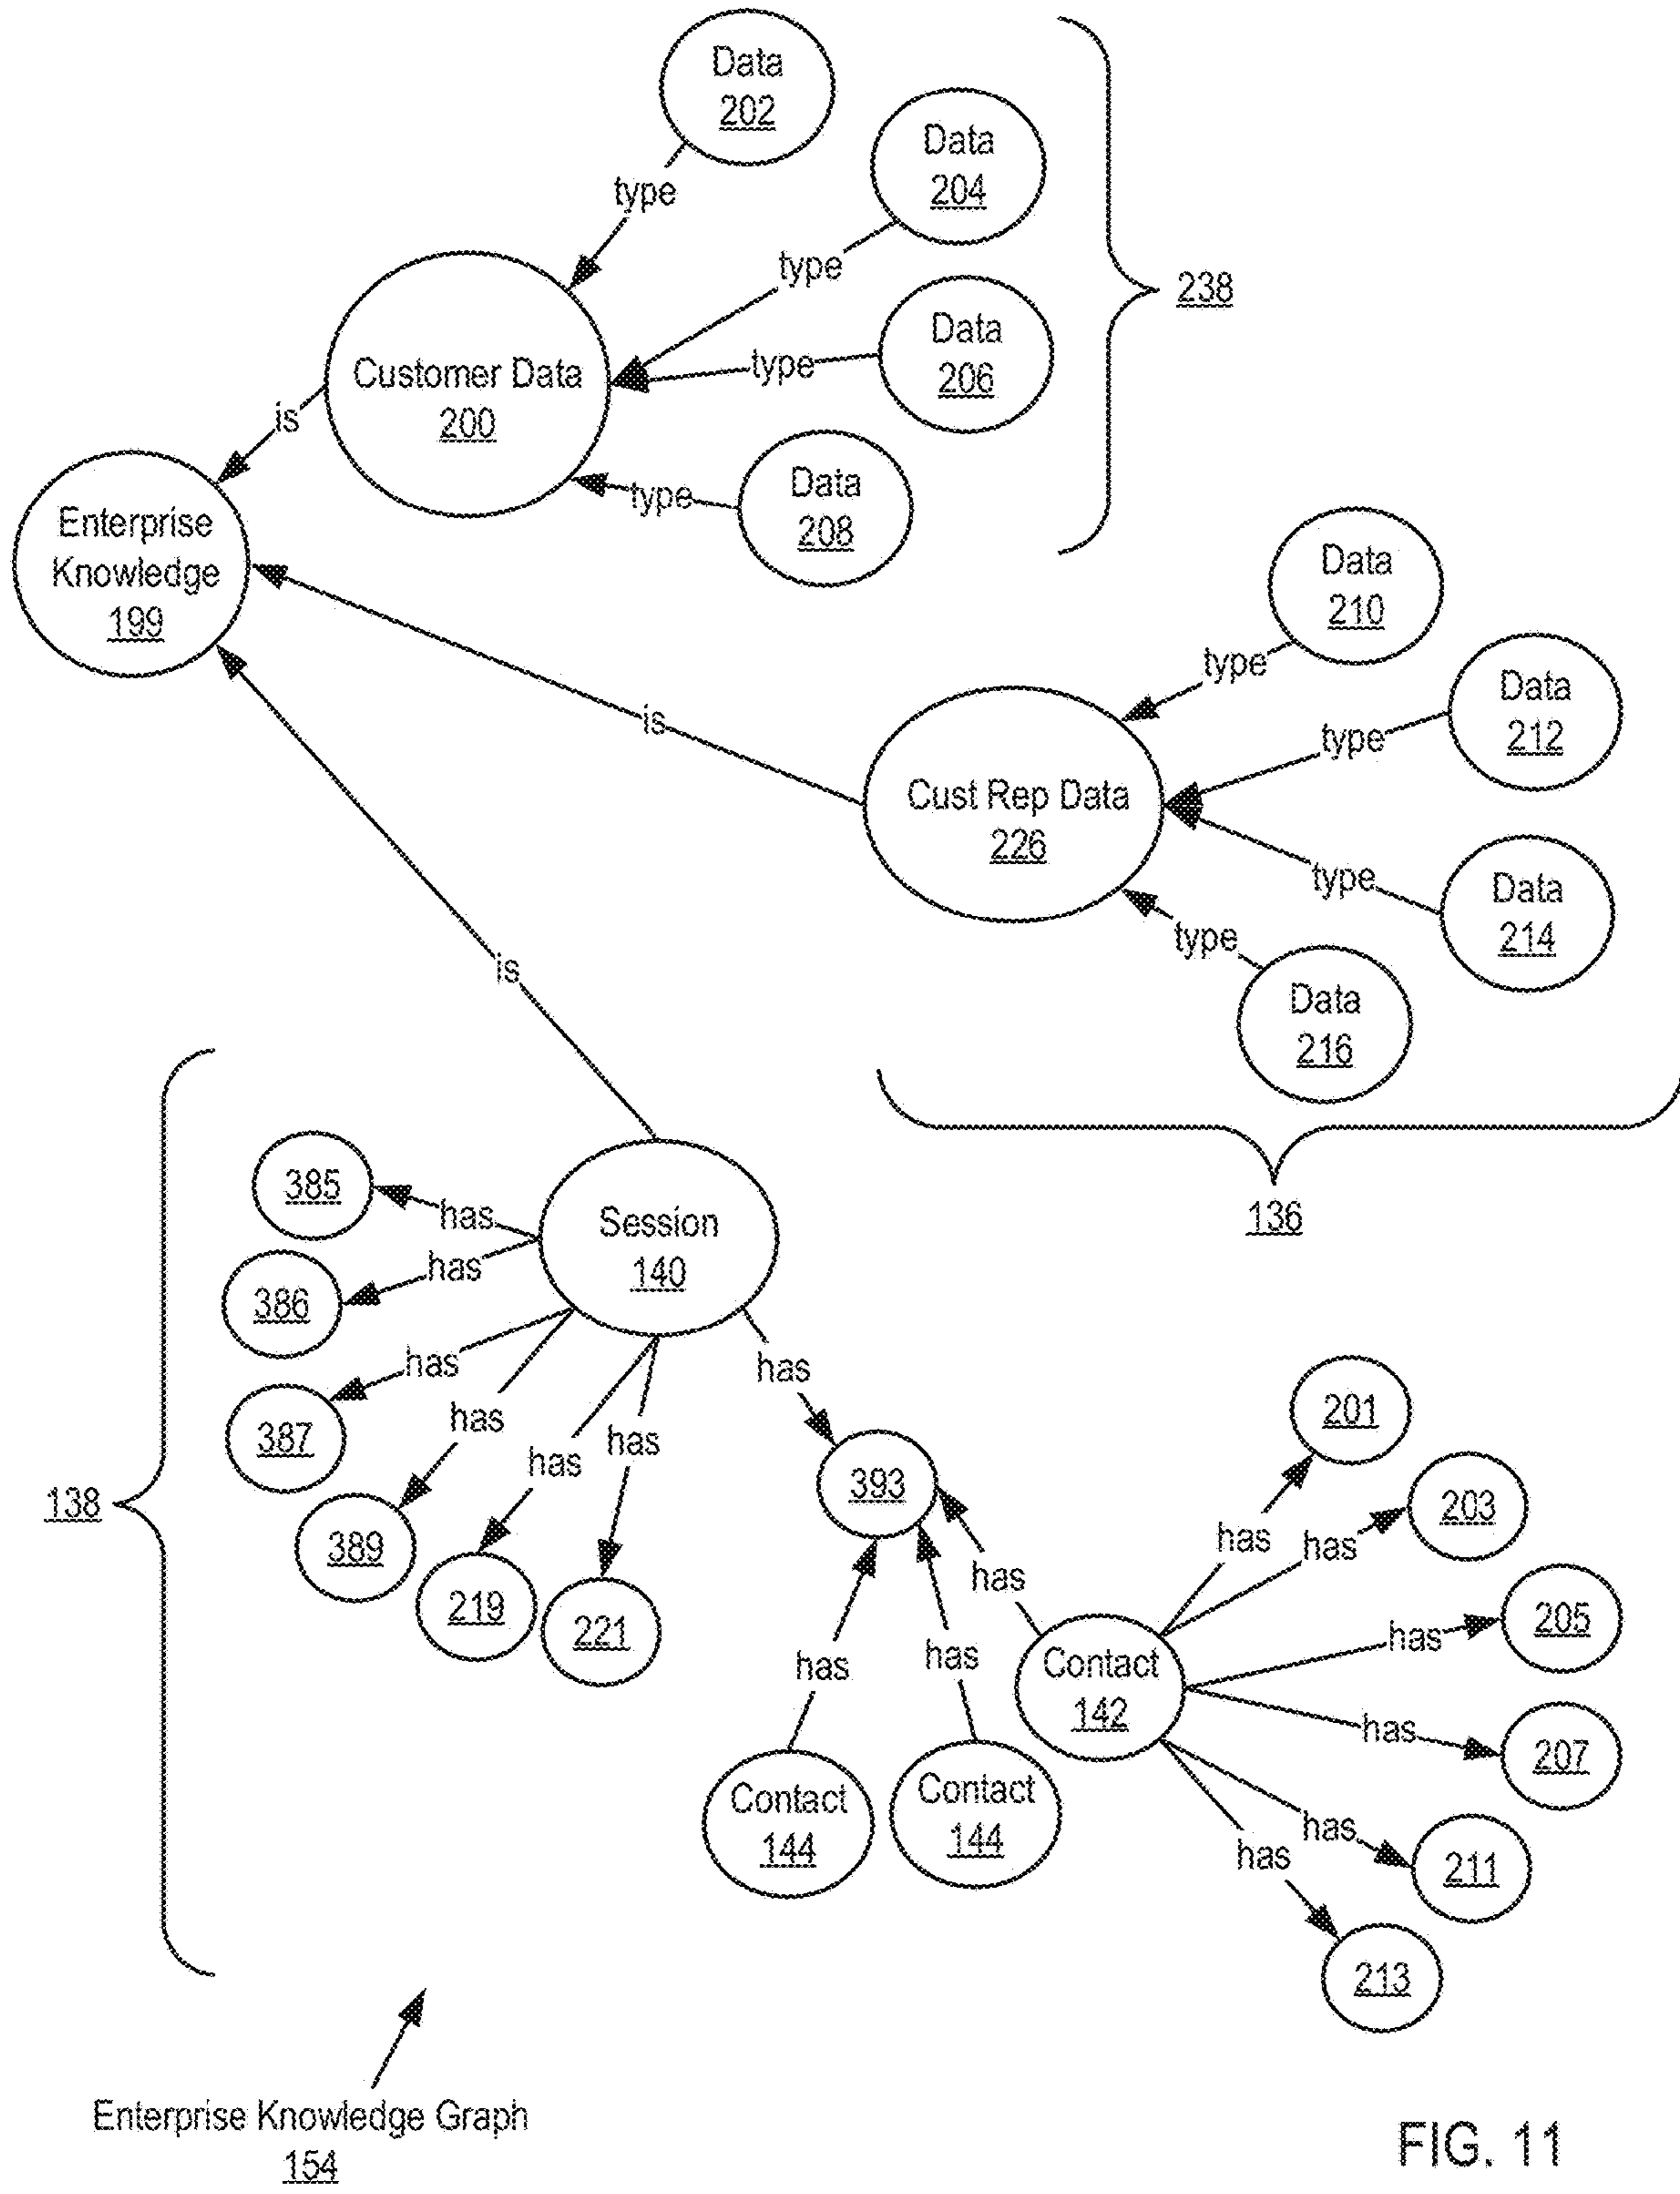 Data
202
type
Data
204
type
238
Data
206
type
Customer Data
200
is
Data
208
type
Enterprise
Knowledge
199
Data
210
type
Data
212
type
is
Cust Rep Data
226
type
Data
214
type
Data
216
is
136
385
has
Session
140
386
has
387
has
389
has
219
has
221
has
has
393
138
201
has
203
has
205
has
has
Contact
142
207
has
211
has
213
has
has
Contact
144
has
Contact
144
Enterprise Knowledge Graph
154
FIG. 11